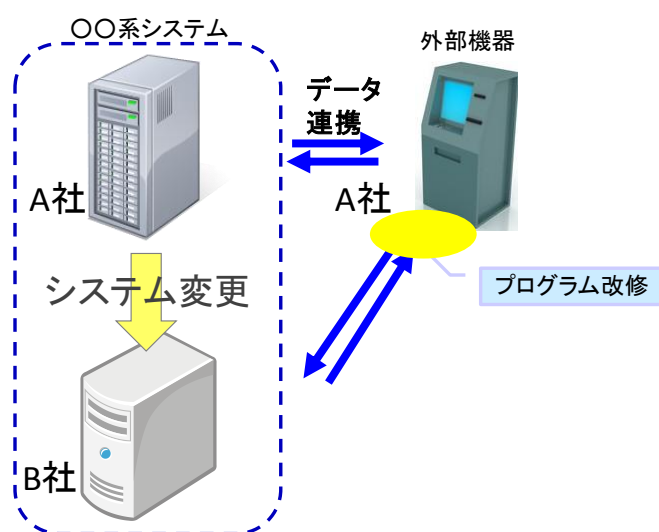 〇〇系システム
外部機器
データ
連携
A社
A社
システム変更
プログラム改修
B社